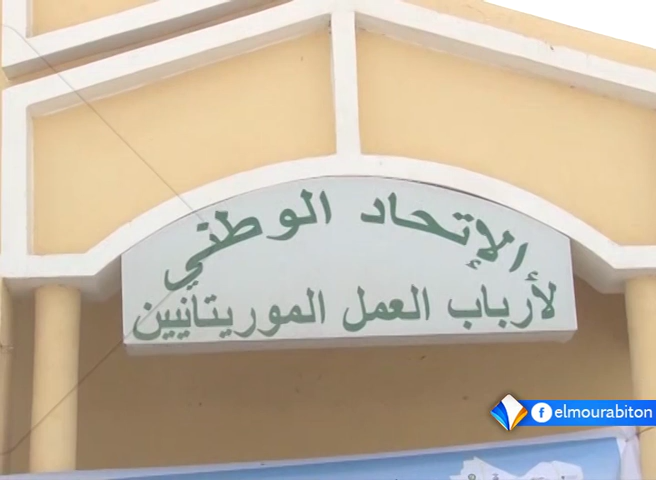 الإتحاد الوطني
لأرباب العمل الموريتانيين
elmourabiton